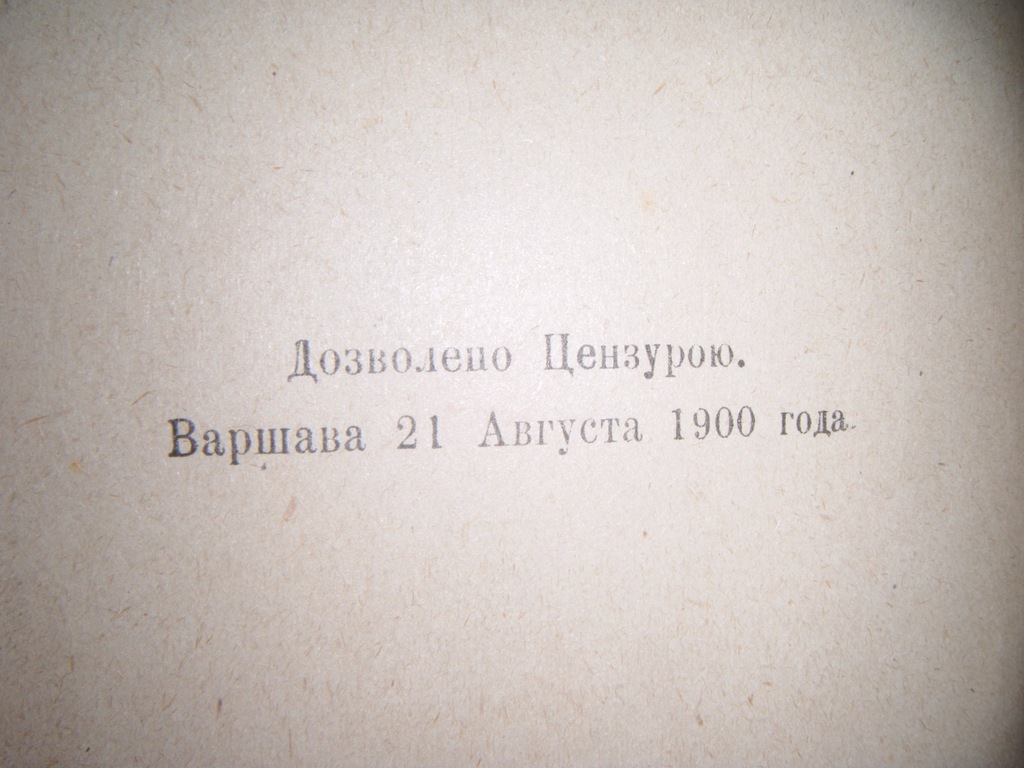 Дозволено Цензурою.
Варшава 21 Августа 1900 года.